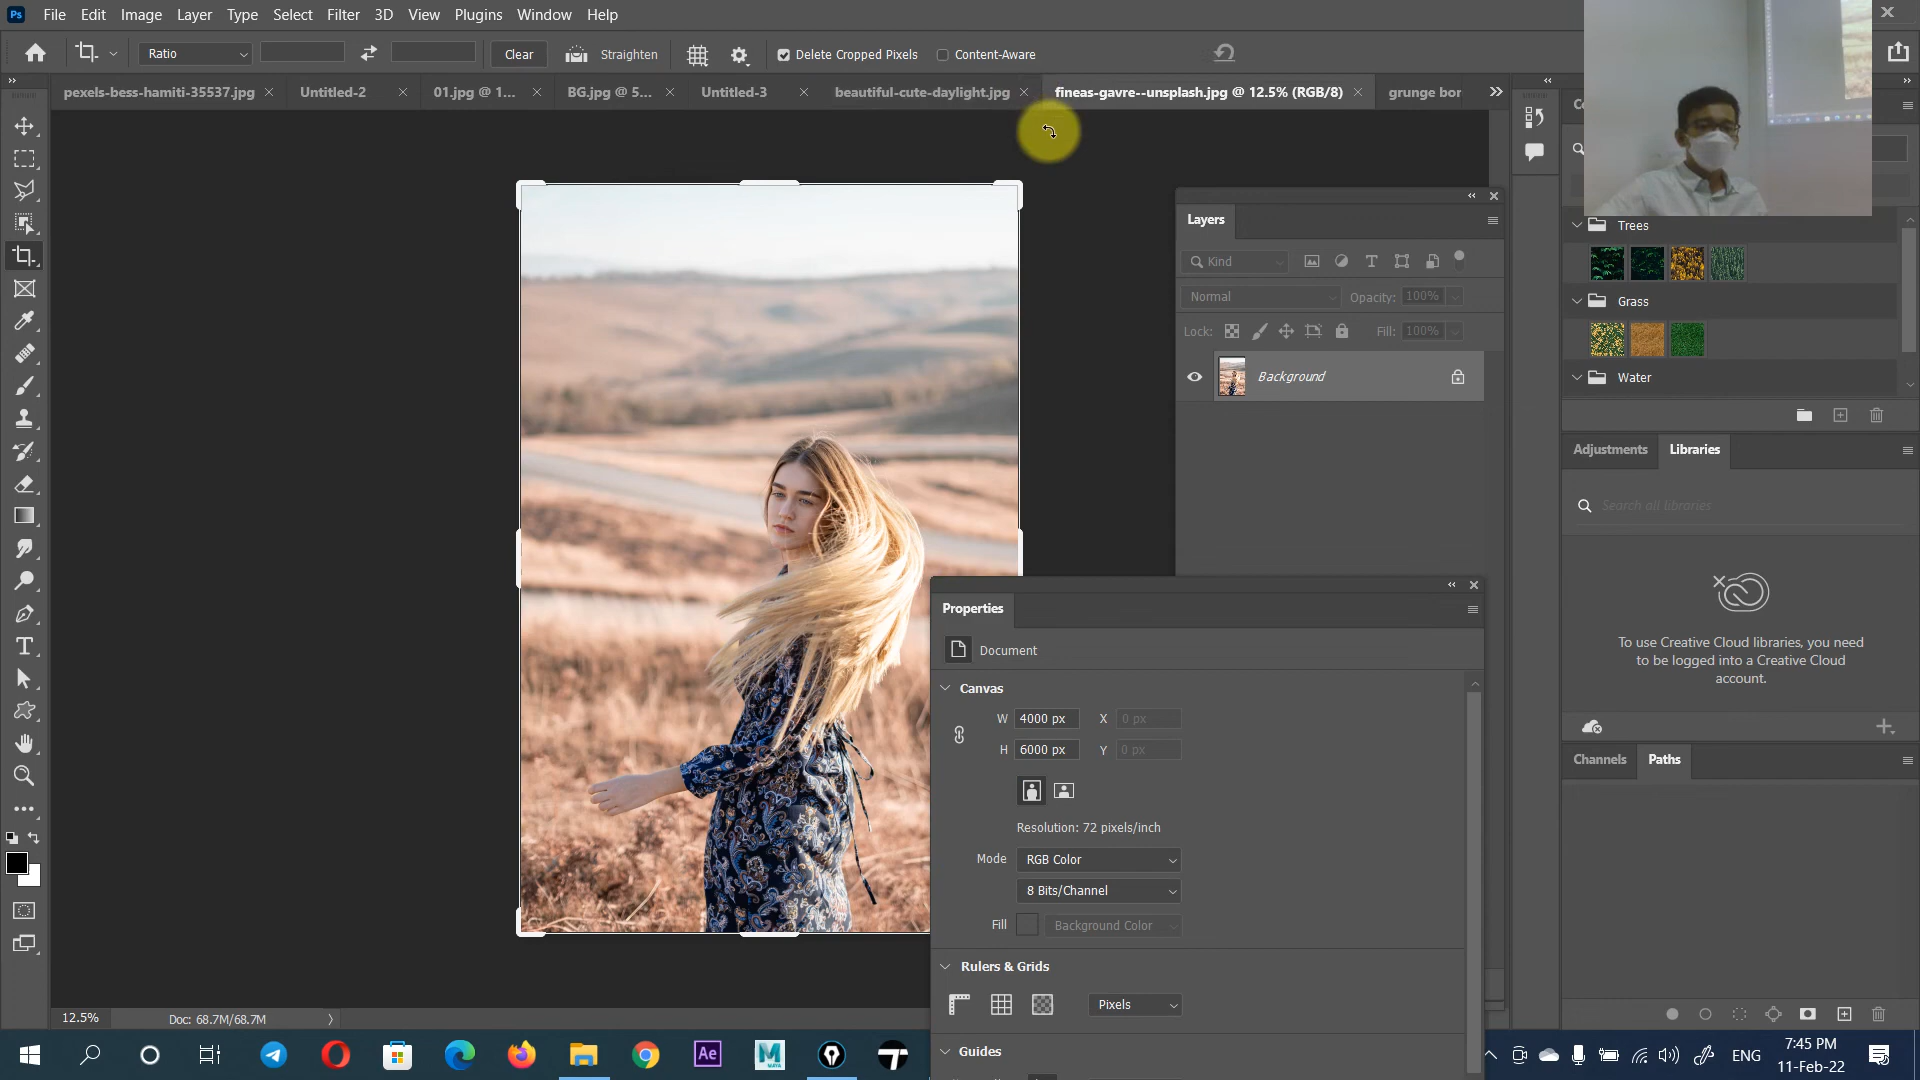 Ps File Edit Image Layer Type Select Filter 3D View Plugins Window Help
Ratio Clear Straighten Delete Cropped Pixels Content-Aware
pexels-bess-hamiti-35537.jpg Untitled-2 01.jpg @ 1... BG.jpg @ 5... Untitled-3 beautiful-cute-daylight.jpg fineas-gavre--unsplash.jpg @ 12.5% (RGB/8) grunge bor
Layers
Kind
Normal Opacity: 100%
Lock: Fill: 100%
Background
Properties
Document
Canvas
W 4000 px X 0 px
H 6000 px Y 0 px
Resolution: 72 pixels/inch
Mode RGB Color
8 Bits/Channel
Fill Background Color
Rulers & Grids
Pixels
Guides
Trees
Grass
Water
Adjustments Libraries
Search all libraries
To use Creative Cloud libraries, you need
to be logged into a Creative Cloud
account.
Channels Paths
12.5% Doc: 68.7M/68.7M
Ae
MAYA
ENG
7:45 PM
11-Feb-22